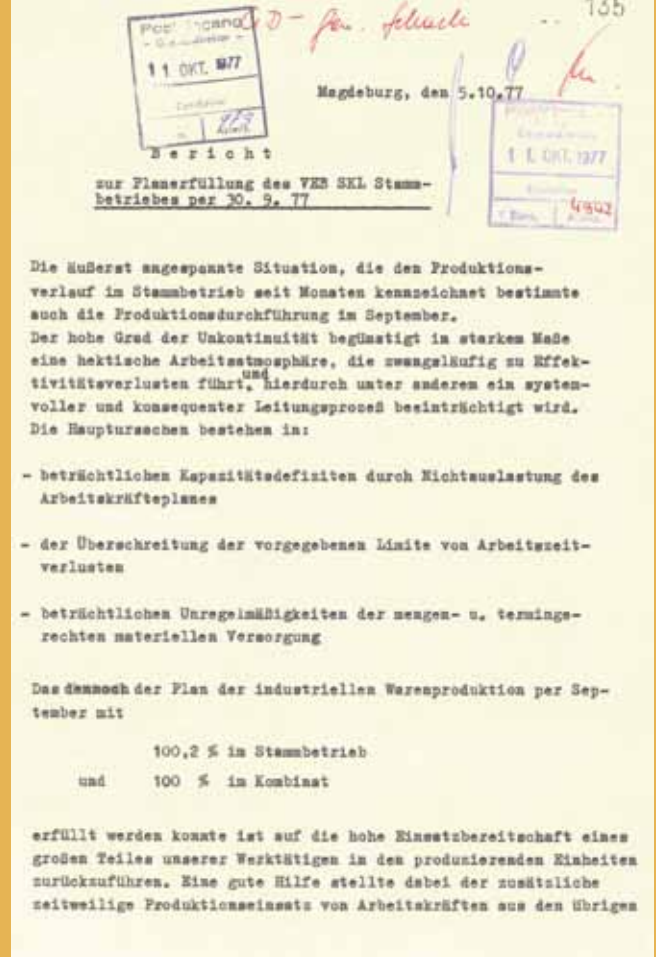 135
GD - Gen.
Posteingang
11 OKT. 1977
Magdeburg, den 5.10.77
11. OKT. 1977
4942
B e r i c h t
zur Planerfüllung des VEB SKL Stamm-
betriebes per 30. 9. 77
Die äußerst angespannte Situation, die den Produktions-
verlauf im Stammbetrieb seit Monaten kennzeichnet bestimmte
auch die Produktionsdurchführung im September.
Der hohe Grad der Unkontinuität begünstigt in starkem Maße
eine hektische Arbeitsatmosphäre, die zwangsläufig zu Effek-
tivitätsverlusten führt, und hierdurch unter anderem ein system-
voller und konsequenter Leitungsprozeß beeinträchtigt wird.
Die Hauptursachen bestehen in:
- beträchtlichen Kapazitätsdefiziten durch Nichtauslastung des
Arbeitskräfteplanes
- der Überschreitung der vorgegebenen Limite von Arbeitszeit-
verlusten
- beträchtlichen Unregelmäßigkeiten der mengen- u. termings-
rechten materiellen Versorgung
Das dennoch der Plan der industriellen Warenproduktion per Sep-
tember mit
100,2 % im Stammbetrieb
und 100 % im Kombinat
erfüllt werden konnte ist auf die hohe Einsatzbereitschaft eines
großen Teiles unserer Werktätigen in den produzierenden Einheiten
zurückzuführen. Eine gute Hilfe stellte dabei der zusätzliche
zeitweilige Produktionseinsatz von Arbeitskräften aus den übrigen